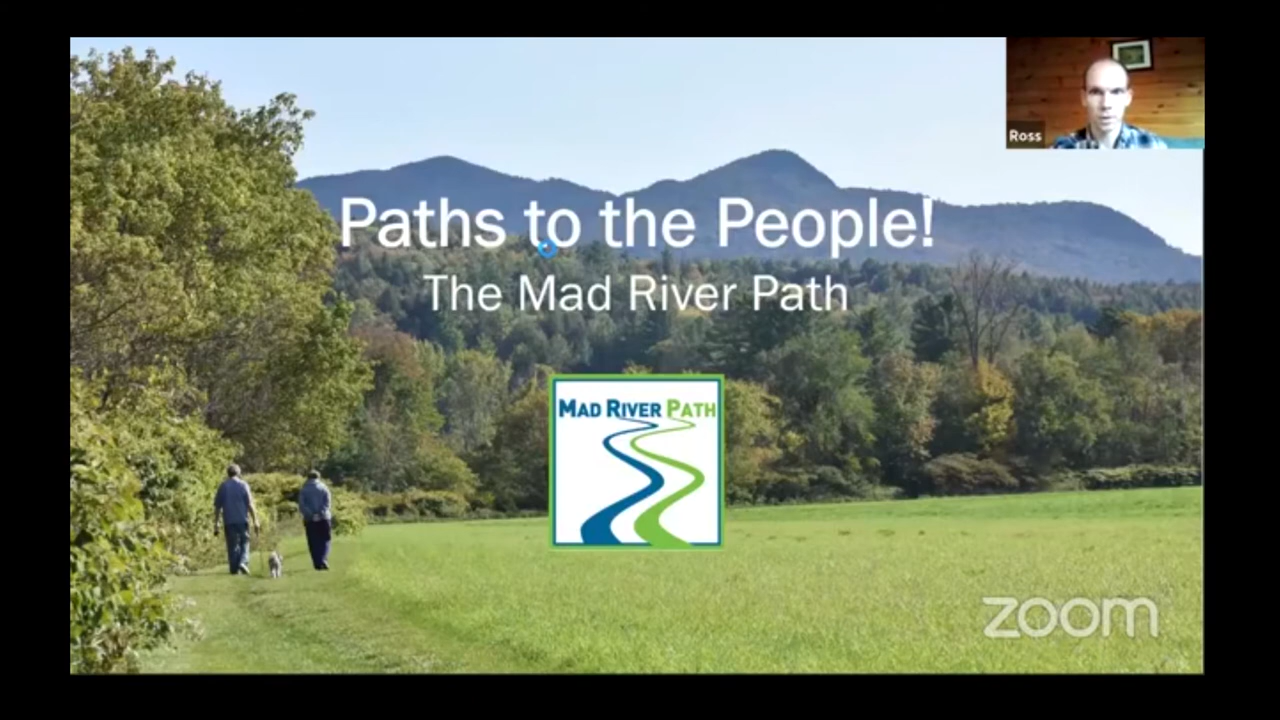 Ross
Paths to the People!
The Mad River Path
MAD RIVER PATH
zoom